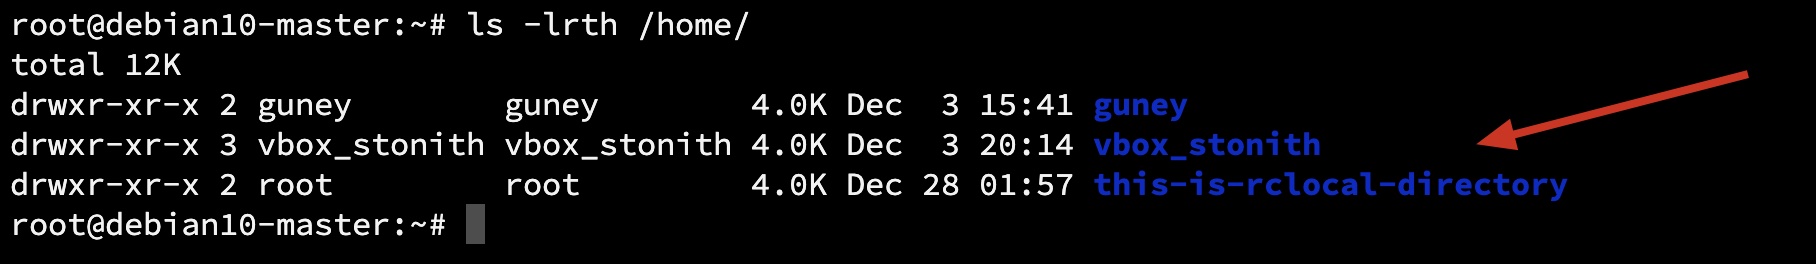 root@debian10-master:~# ls -lrth /home/
total 12K
drwxr-xr-x 2 guney        guney        4.0K Dec  3 15:41 guney
drwxr-xr-x 3 vbox_stonith vbox_stonith 4.0K Dec  3 20:14 vbox_stonith
drwxr-xr-x 2 root         root         4.0K Dec 28 01:57 this-is-rclocal-directory
root@debian10-master:~#